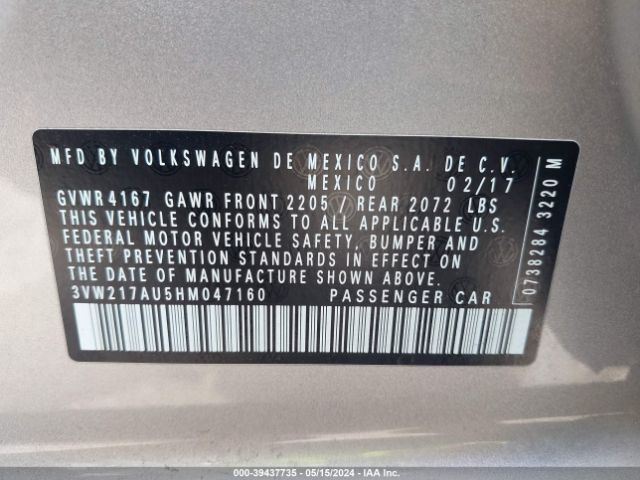 MFD BY VOLKSWAGEN DE MEXICO S.A. DE C.V.
MEXICO 02/17
GVWR 4167 GAWR FRONT 2205 / REAR 2072 LBS
THIS VEHICLE CONFORMS TO ALL APPLICABLE U.S.
FEDERAL MOTOR VEHICLE SAFETY, BUMPER AND
THEFT PREVENTION STANDARDS IN EFFECT ON
THE DATE OF MANUFACTURE SHOWN ABOVE.
3VW217AU5HM047160 PASSENGER CAR
0738284 3220 M
000-39437735 - 05/15/2024 - IAA Inc.